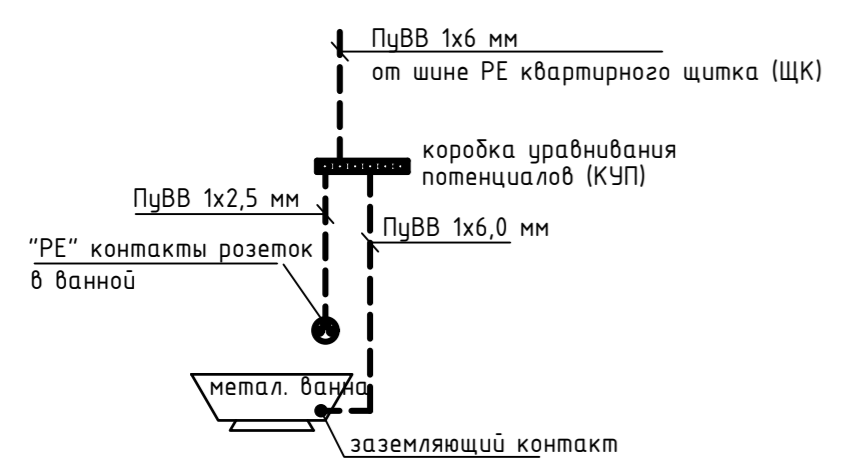 ПуВВ 1х6 мм
от шине РЕ квартирного щитка (ЩК)
коробка уравнивания
потенциалов (КУП)
ПуВВ 1х2,5 мм
ПуВВ 1х6,0 мм
"РЕ" контакты розеток
в ванной
метал. ванна
заземляющий контакт